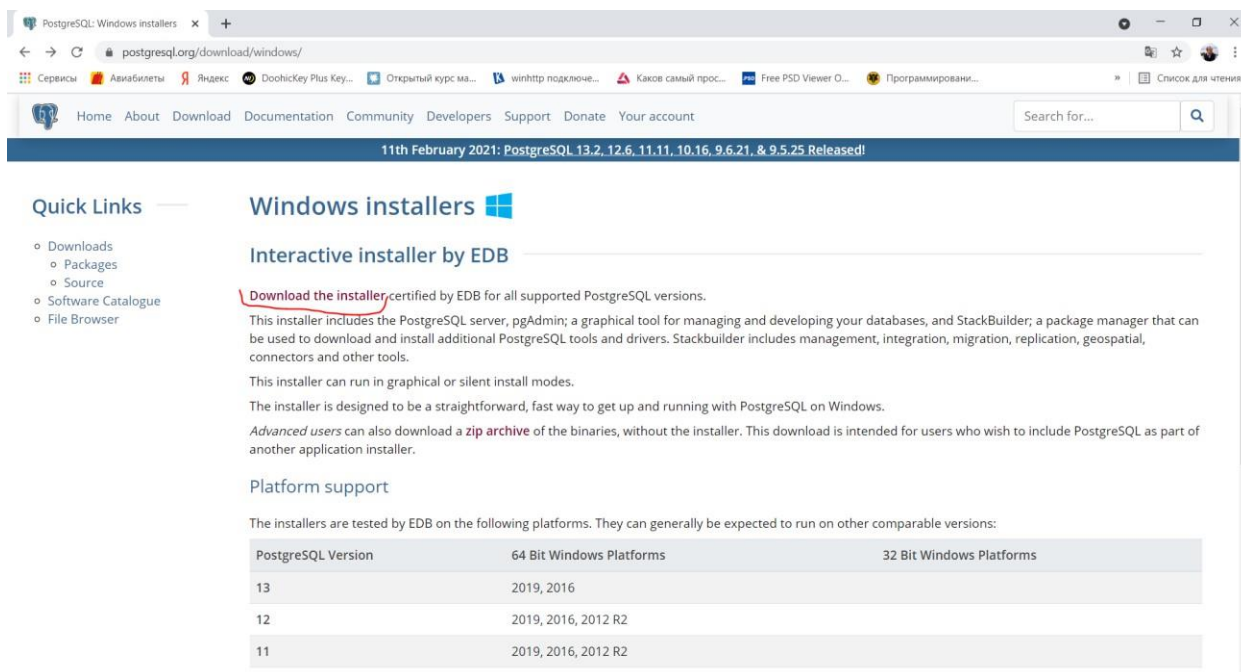 PostgreSQL: Windows installers
postgresql.org/download/windows/
Сервисы Авиабилеты Яндекс DoohicKey Plus Key... Открытый курс ма... winhttp подключе... Каков самый прос... Free PSD Viewer O... Программировани... » Список для чтения
Home About Download Documentation Community Developers Support Donate Your account Search for...
11th February 2021: PostgreSQL 13.2, 12.6, 11.11, 10.16, 9.6.21, & 9.5.25 Released!
Quick Links
Downloads
Packages
Source
Software Catalogue
File Browser
Windows installers
Interactive installer by EDB
Download the installer certified by EDB for all supported PostgreSQL versions.
This installer includes the PostgreSQL server, pgAdmin; a graphical tool for managing and developing your databases, and StackBuilder; a package manager that can
be used to download and install additional PostgreSQL tools and drivers. Stackbuilder includes management, integration, migration, replication, geospatial,
connectors and other tools.
This installer can run in graphical or silent install modes.
The installer is designed to be a straightforward, fast way to get up and running with PostgreSQL on Windows.
Advanced users can also download a zip archive of the binaries, without the installer. This download is intended for users who wish to include PostgreSQL as part of
another application installer.
Platform support
The installers are tested by EDB on the following platforms. They can generally be expected to run on other comparable versions:
PostgreSQL Version 64 Bit Windows Platforms 32 Bit Windows Platforms
13 2019, 2016
12 2019, 2016, 2012 R2
11 2019, 2016, 2012 R2